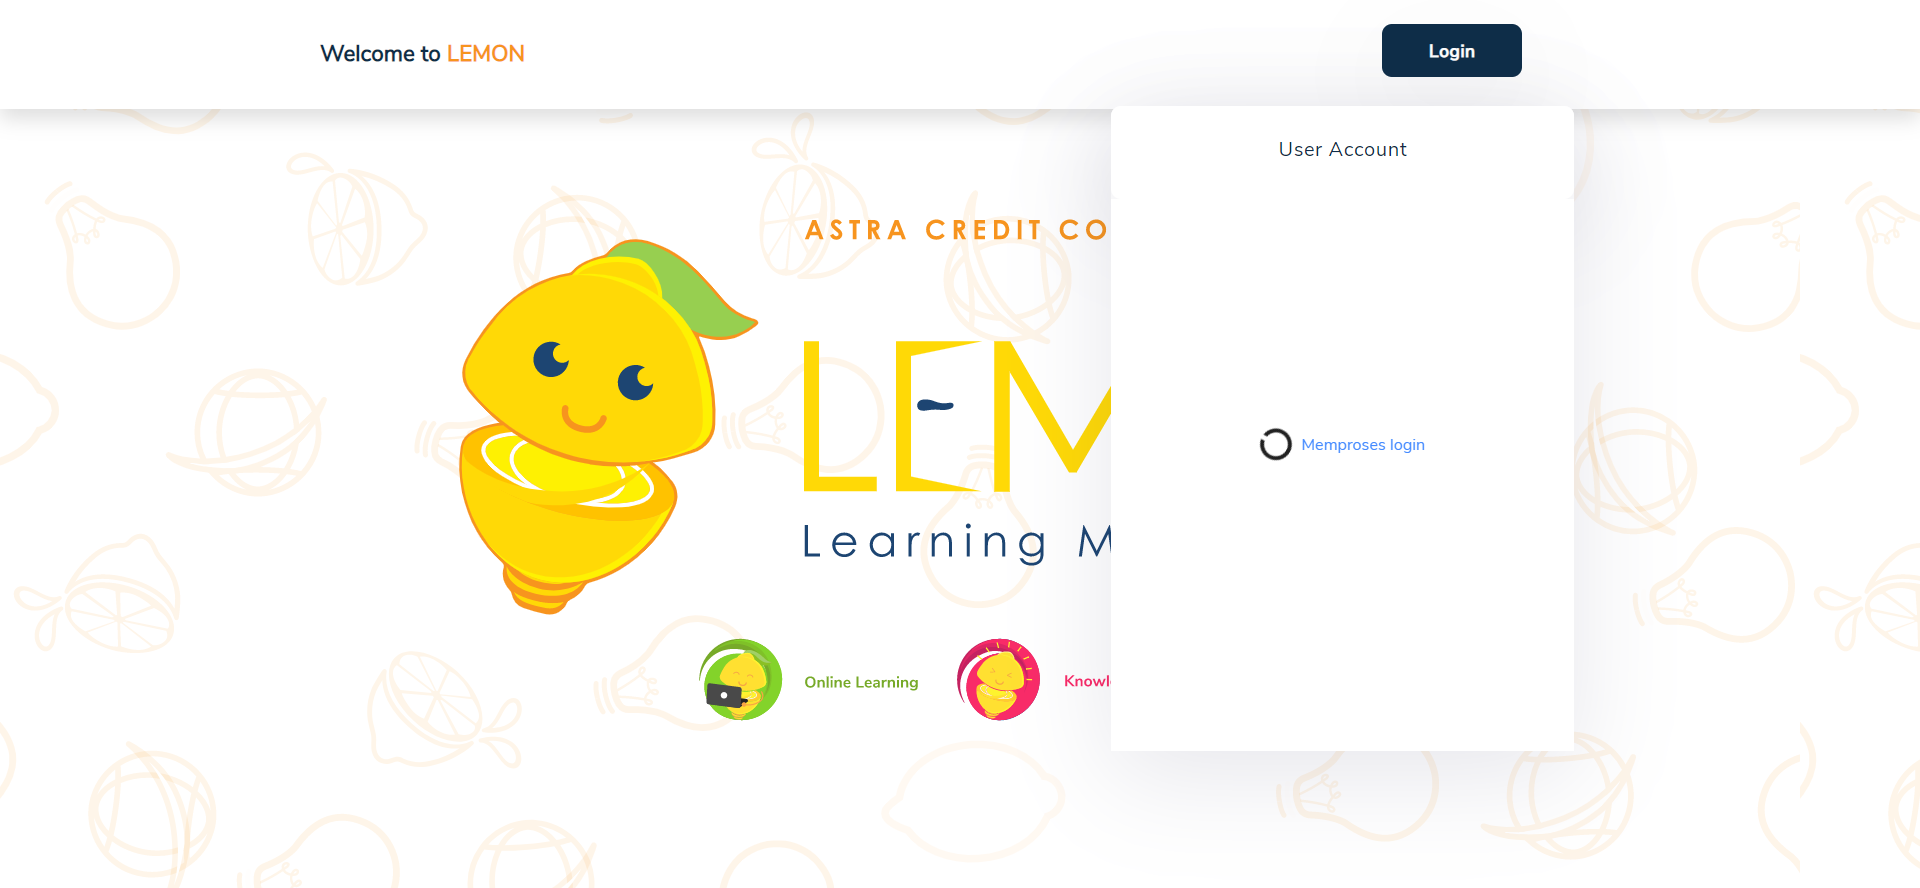 Welcome to LEMON
Login
User Account
ASTRA CREDIT CO
LEM
Learning M
Memproses login
Online Learning
Knowl